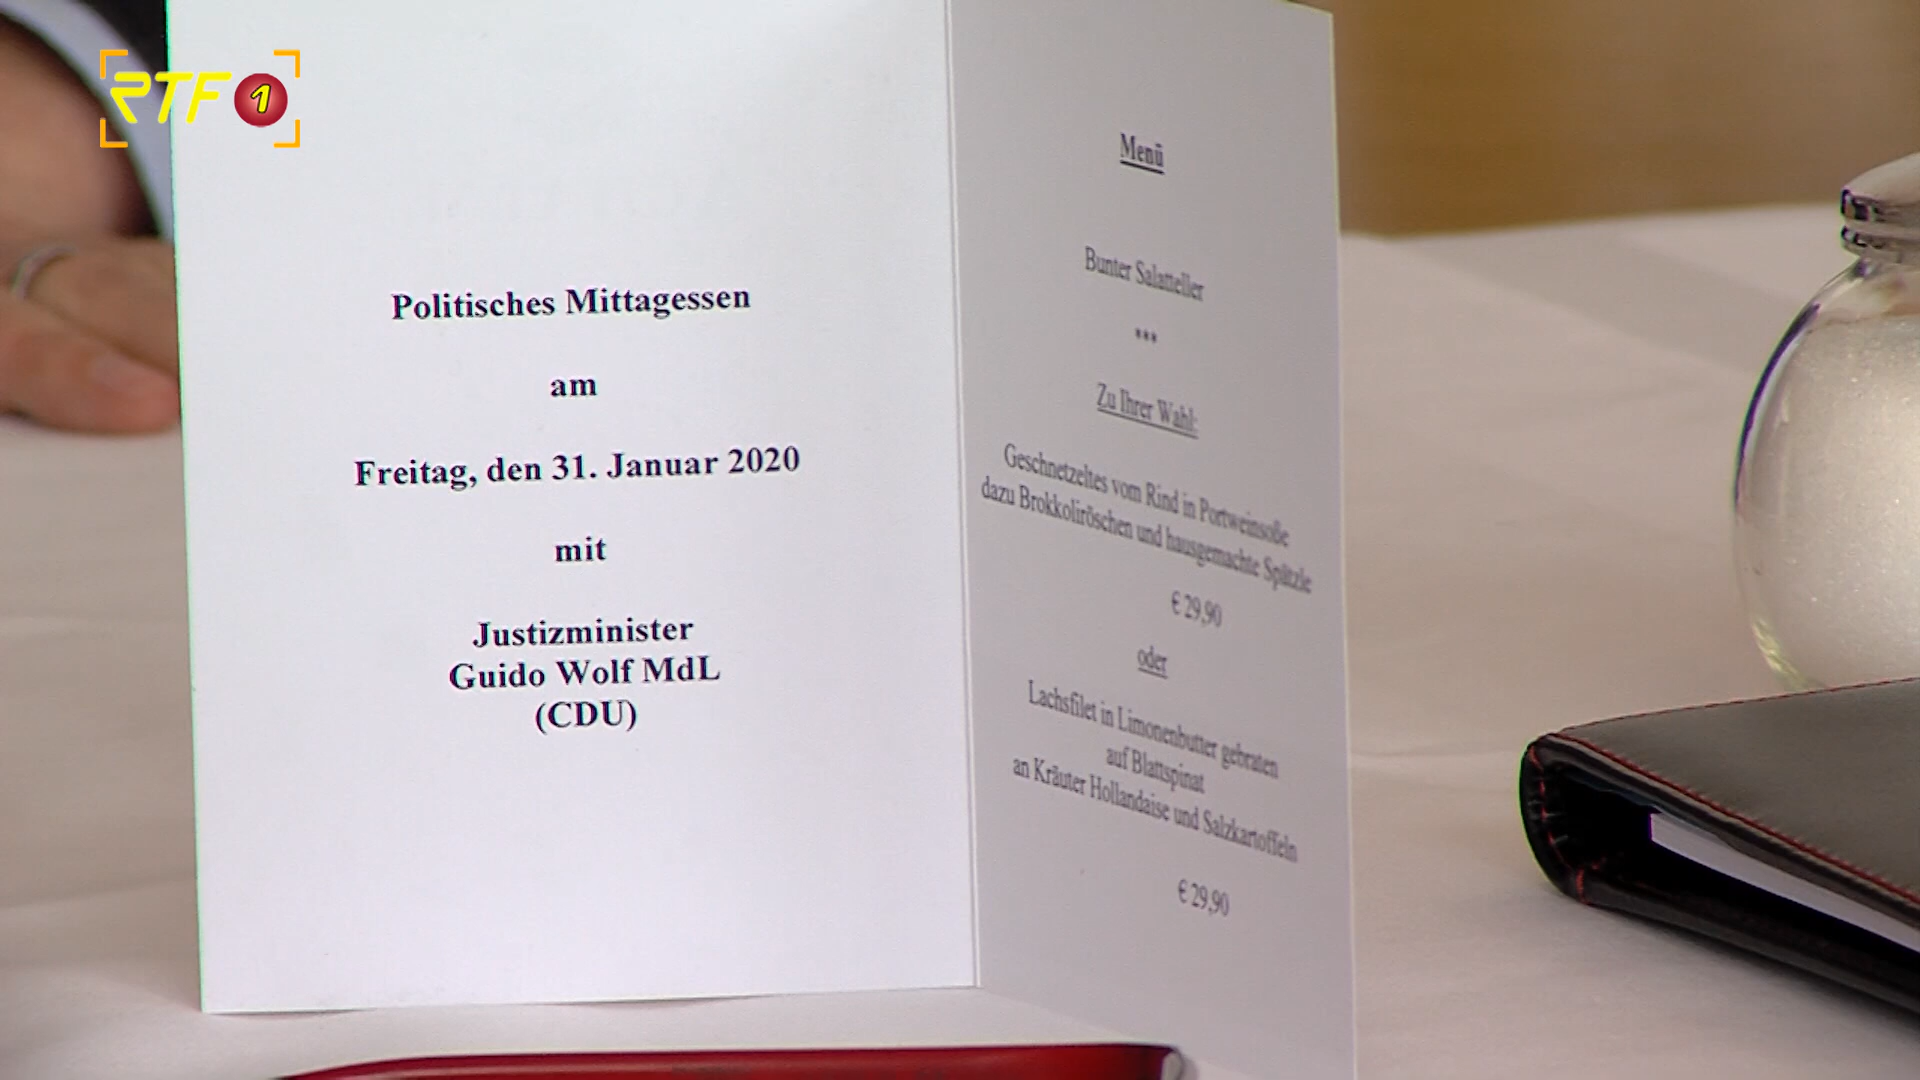 RTF 1
Politisches Mittagessen
am
Freitag, den 31. Januar 2020
mit
Justizminister
Guido Wolf MdL
(CDU)
Menü
Bunter Salatteller
***
Zu Ihrer Wahl:
Geschnetzeltes vom Rind in Portweinsoße
dazu Brokkoliröschen und hausgemachte Spätzle
€ 29,90
oder
Lachsfilet in Limonenbutter gebraten
auf Blattspinat
an Kräuter Hollandaise und Salzkartoffeln
€ 29,90